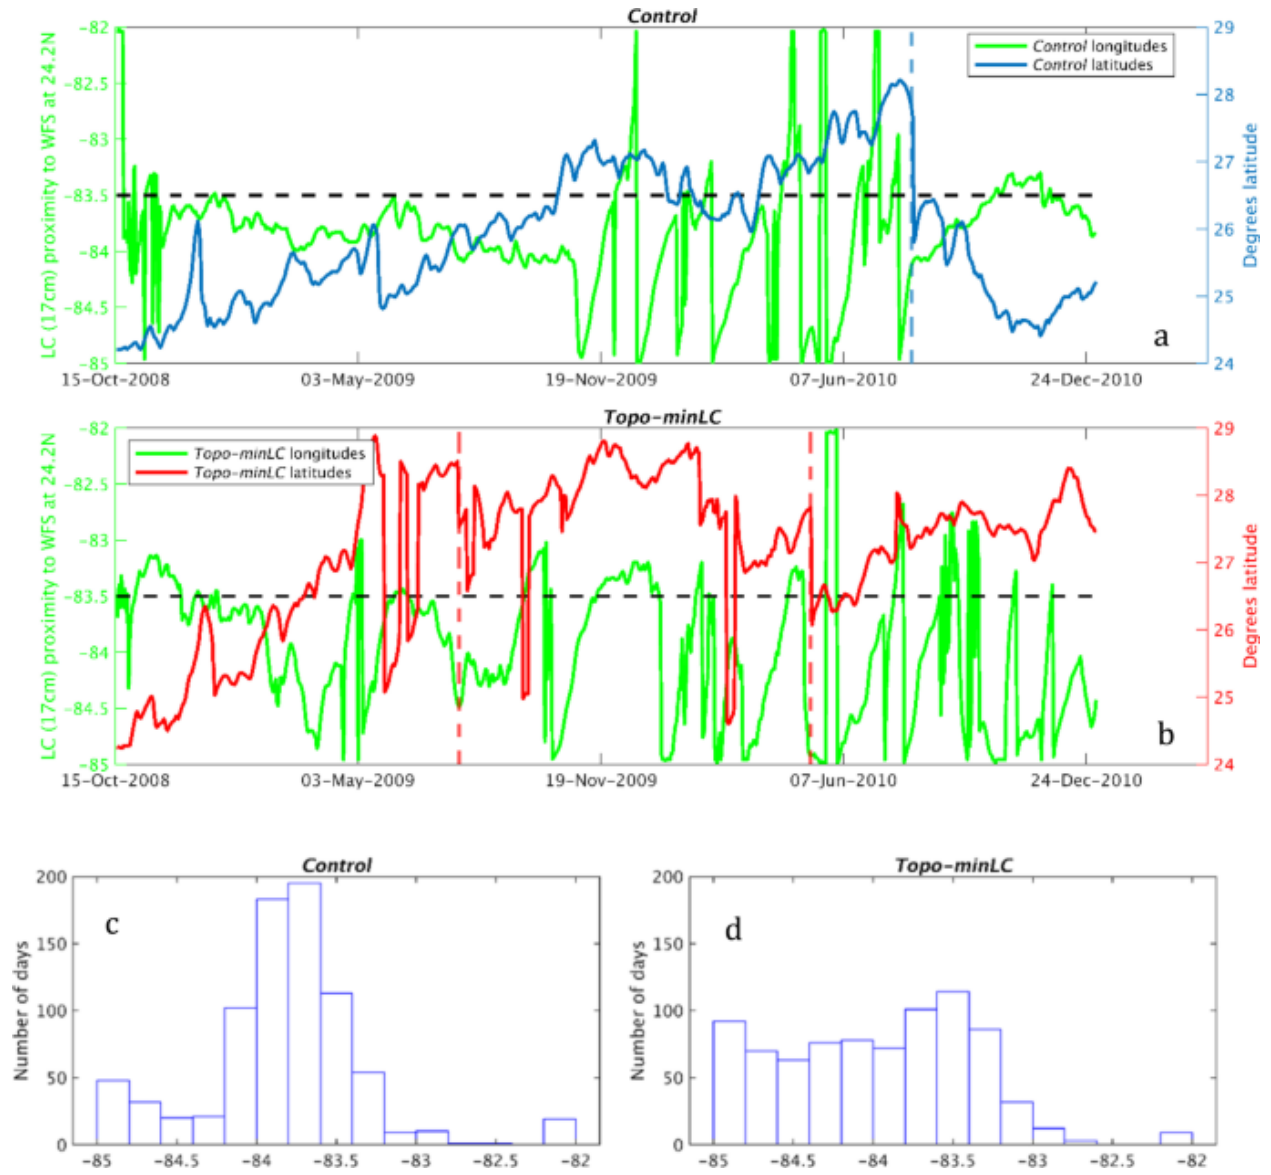 Control
LC (17cm) proximity to WFS at 24.2N
-82
-82.5
-83
-83.5
-84
-84.5
-85
Control longitudes
Control latitudes
29
28
27
26
25
24
Degrees latitude
a
15-Oct-2008 03-May-2009 19-Nov-2009 07-Jun-2010 24-Dec-2010
Topo-minLC
LC (17cm) proximity to WFS at 24.2N
-82
-82.5
-83
-83.5
-84
-84.5
-85
Topo-minLC longitudes
Topo-minLC latitudes
29
28
27
26
25
24
Degrees latitude
b
15-Oct-2008 03-May-2009 19-Nov-2009 07-Jun-2010 24-Dec-2010
Control
Number of days
200
150
100
50
0
c
-85 -84.5 -84 -83.5 -83 -82.5 -82
Topo-minLC
Number of days
200
150
100
50
0
d
-85 -84.5 -84 -83.5 -83 -82.5 -82